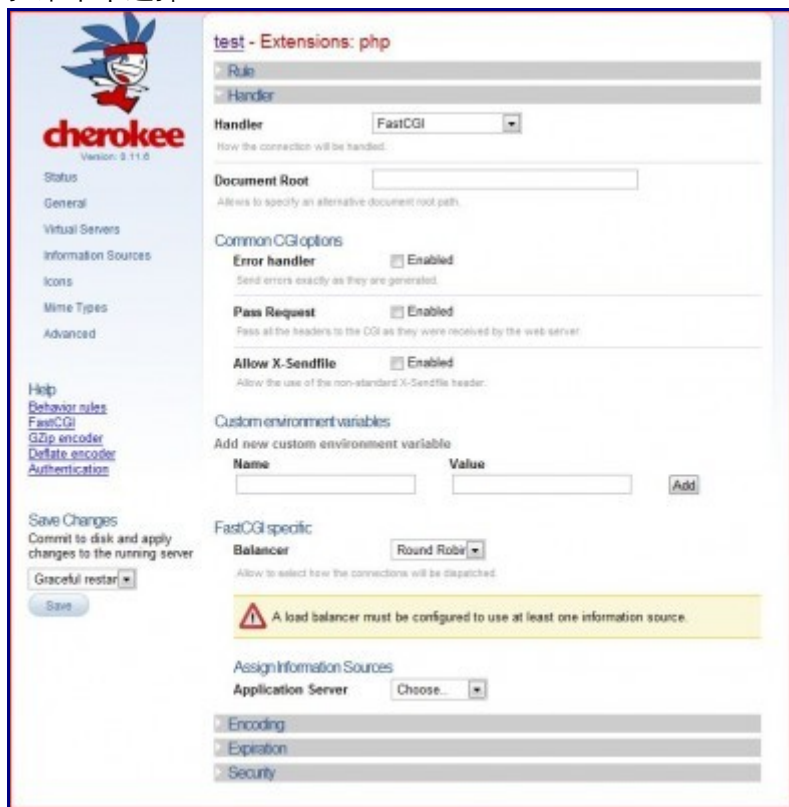 test - Extensions: php
Rule
Handler
Handler FastCGI
How the connection will be handled.
Document Root
Allows to specify an alternative document root path.
Common CGI options
Error handler Enabled
Send errors exactly as they are generated.
Pass Request Enabled
Pass all the headers to the CGI as they were received by the web server.
Allow X-Sendfile Enabled
Allow the use of the non-standard X-Sendfile header.
Custom environment variables
Add new custom environment variable
Name Value
Add
FastCGI specific
Balancer Round Robin
Allow to select how the connections will be dispatched.
A load balancer must be configured to use at least one information source.
Assign Information Sources
Application Server Choose...
Encoding
Expiration
Security
cherokee
Version: 0.11.6
Status
General
Virtual Servers
Information Sources
Icons
Mime Types
Advanced
Help
Behavior rules
FastCGI
GZip encoder
Deflate encoder
Authentication
Save Changes
Commit to disk and apply
changes to the running server
Graceful restar
Save